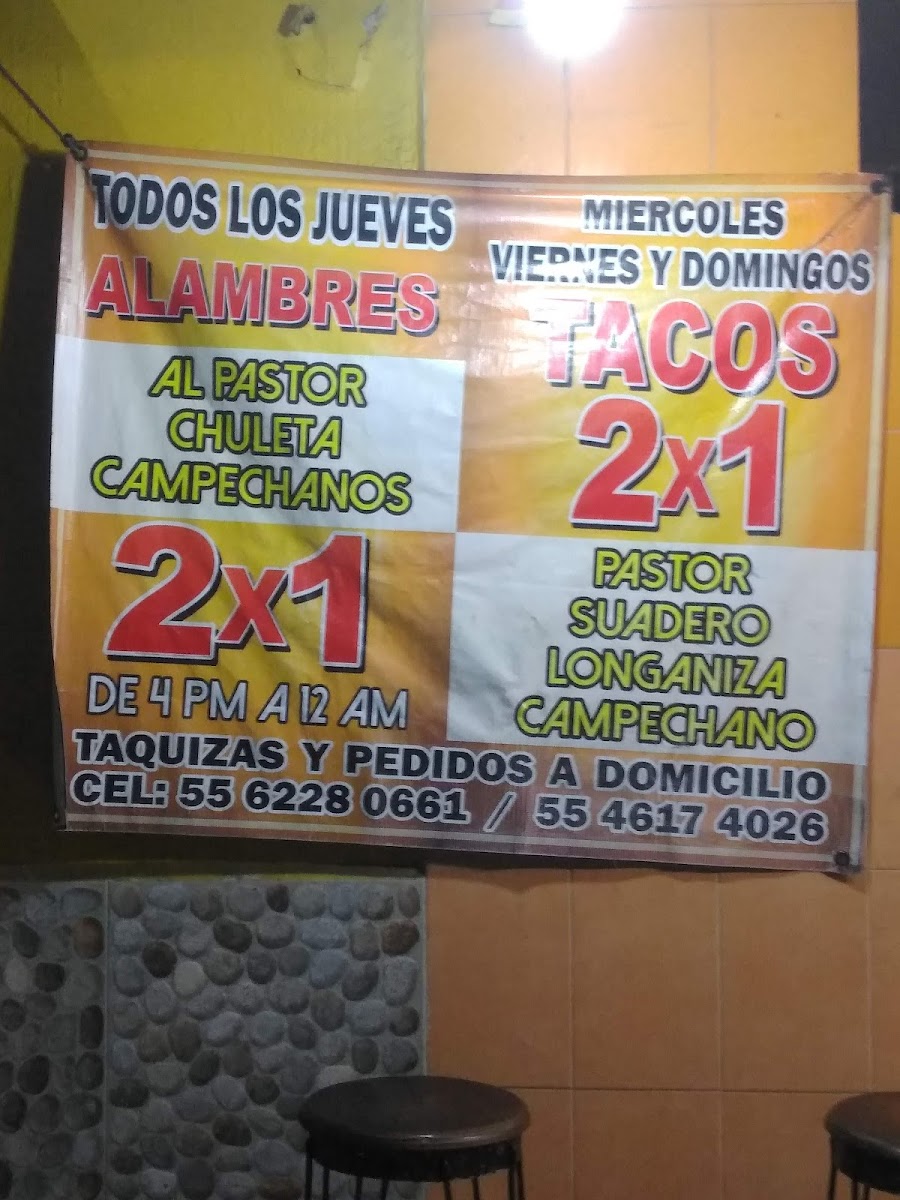 TODOS LOS JUEVES
ALAMBRES
AL PASTOR
CHULETA
CAMPECHANOS
2x1
DE 4 PM A 12 AM
MIERCOLES
VIERNES Y DOMINGOS
TACOS
2x1
PASTOR
SUADERO
LONGANIZA
CAMPECHANO
TAQUIZAS Y PEDIDOS A DOMICILIO
CEL: 55 6228 0661 / 55 4617 4026